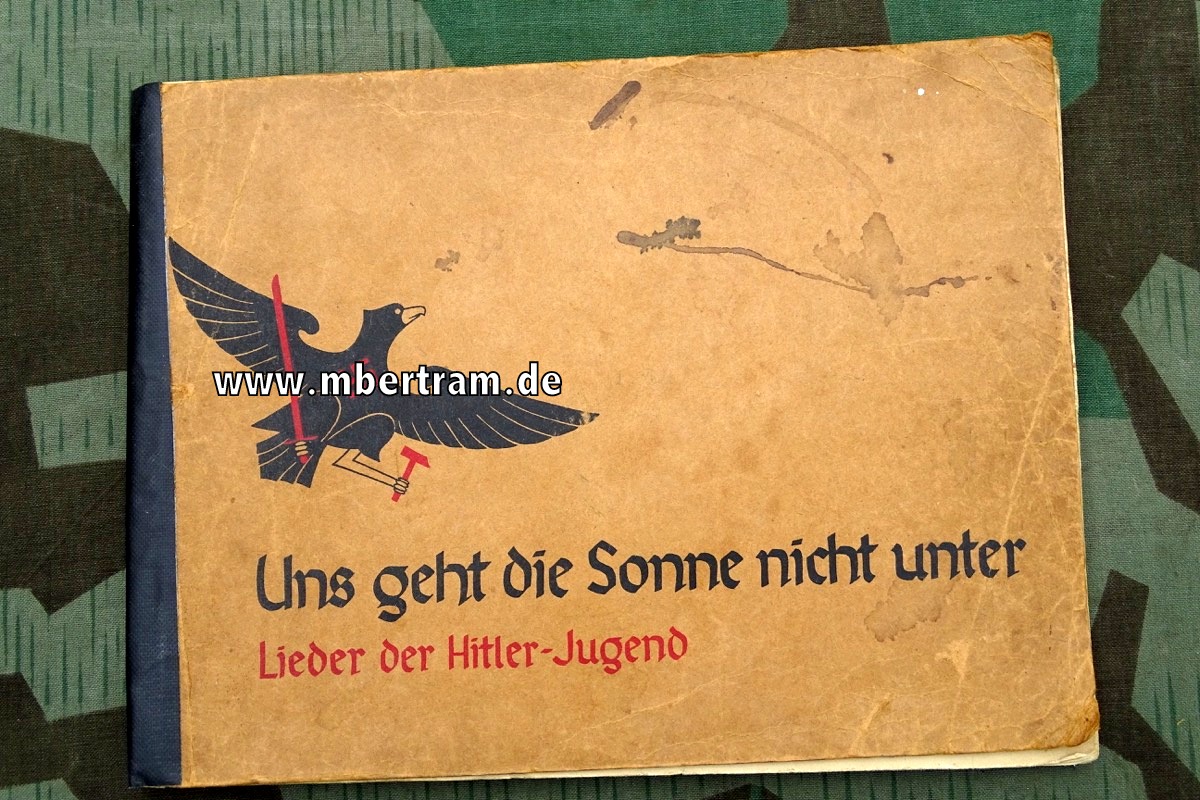 www.mbertram.de
Uns geht die Sonne nicht unter
Lieder der Hitler-Jugend